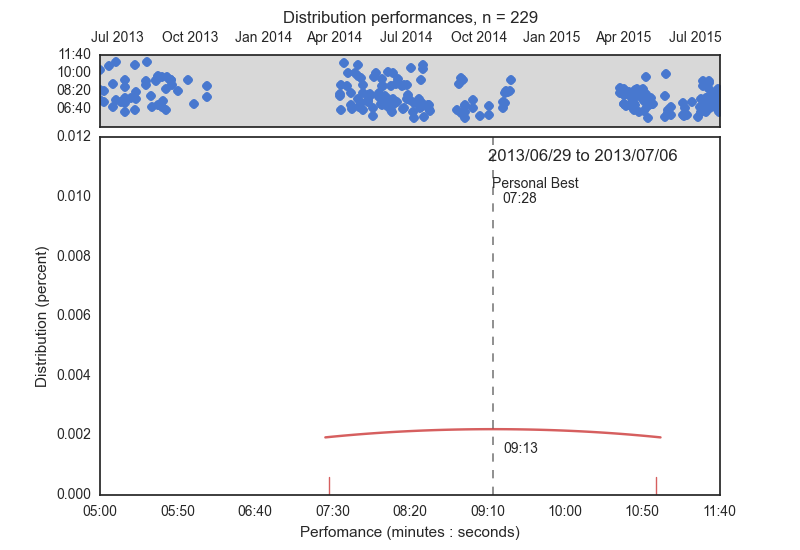 Distribution performances, n = 229
Jul 2013 Oct 2013 Jan 2014 Apr 2014 Jul 2014 Oct 2014 Jan 2015 Apr 2015 Jul 2015
11:40
10:00
08:20
06:40
0.012
2013/06/29 to 2013/07/06
Personal Best
07:28
0.010
0.008
0.006
0.004
0.002
0.000
Distribution (percent)
09:13
05:00 05:50 06:40 07:30 08:20 09:10 10:00 10:50 11:40
Perfomance (minutes : seconds)